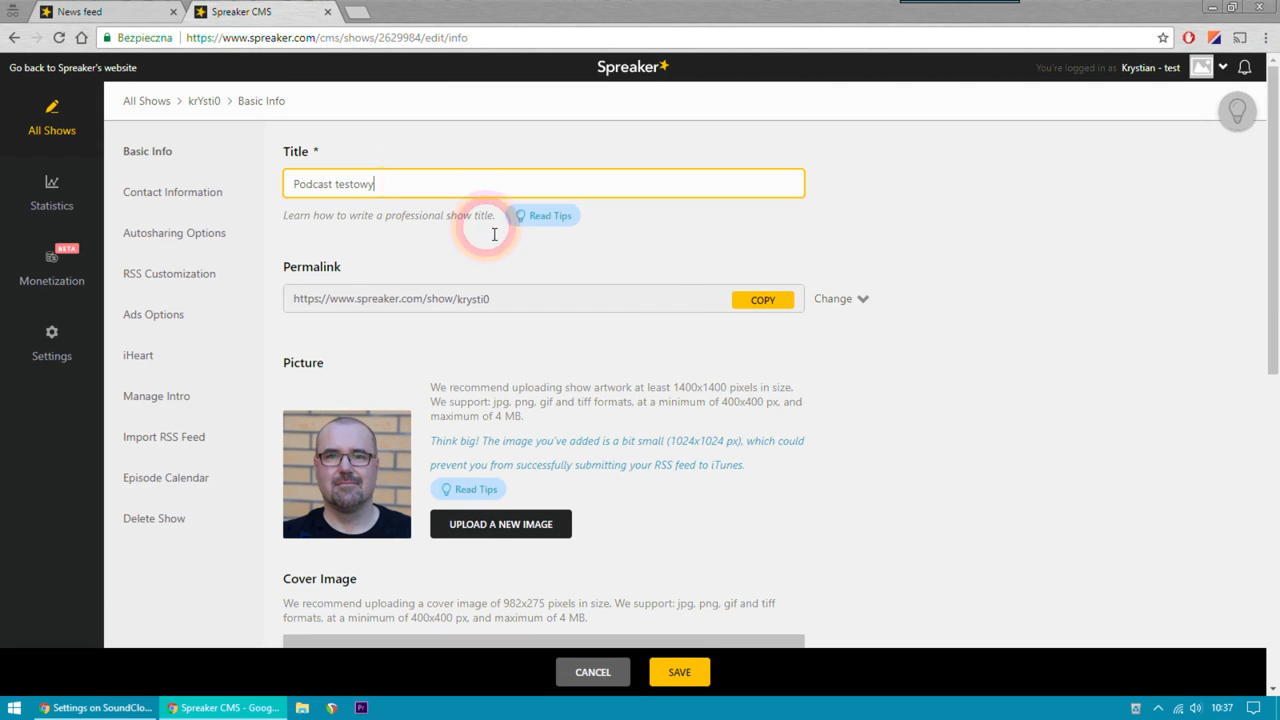 News feed
Spreaker CMS
Bezpieczna
https://www.spreaker.com/cms/shows/2629984/edit/info
Go back to Spreaker's website
Spreaker
You're logged in as Krystian - test
All Shows
Statistics
BETA
Monetization
Settings
All Shows > krYsti0 > Basic Info
Basic Info
Contact Information
Autosharing Options
RSS Customization
Ads Options
iHeart
Manage Intro
Import RSS Feed
Episode Calendar
Delete Show
Title *
Podcast testowy
Learn how to write a professional show title.
Read Tips
Permalink
https://www.spreaker.com/show/krysti0
COPY
Change
Picture
We recommend uploading show artwork at least 1400x1400 pixels in size.
We support: jpg, png, gif and tiff formats, at a minimum of 400x400 px, and
maximum of 4 MB.
Think big! The image you've added is a bit small (1024x1024 px), which could
prevent you from successfully submitting your RSS feed to iTunes.
Read Tips
UPLOAD A NEW IMAGE
Cover Image
We recommend uploading a cover image of 982x275 pixels in size. We support: jpg, png, gif and tiff
formats, at a minimum of 400x400 px, and maximum of 4 MB.
CANCEL
SAVE
Settings on SoundClo...
Spreaker CMS - Goog...
Pr
10:37